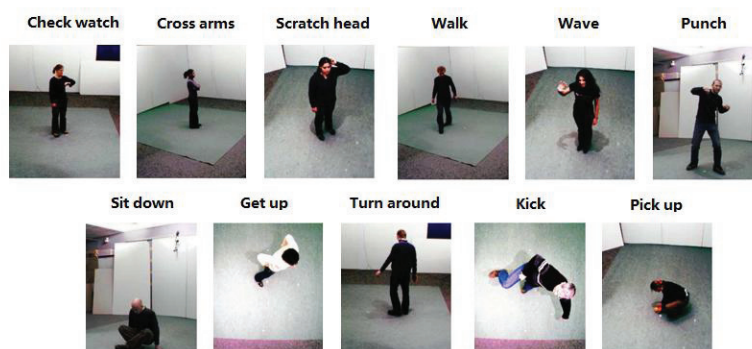 Check watch
Cross arms
Scratch head
Walk
Wave
Punch
Sit down
Get up
Turn around
Kick
Pick up